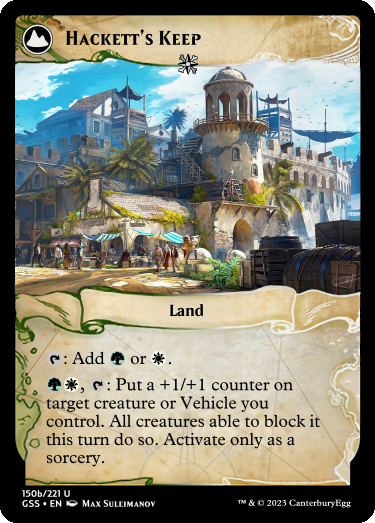 Hackett's Keep
Land
: Add or .
, : Put a +1/+1 counter on
target creature or Vehicle you
control. All creatures able to block it
this turn do so. Activate only as a
sorcery.
150b/221 U
GSS • EN Max Suleimanov
™ & © 2023 CanterburyEgg